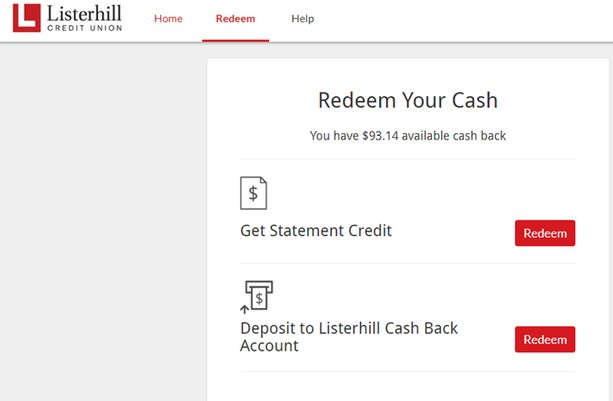 Listerhill
CREDIT UNION
Home
Redeem
Help
Redeem Your Cash
You have $93.14 available cash back
$
Get Statement Credit
Redeem
$
Deposit to Listerhill Cash Back
Account
Redeem